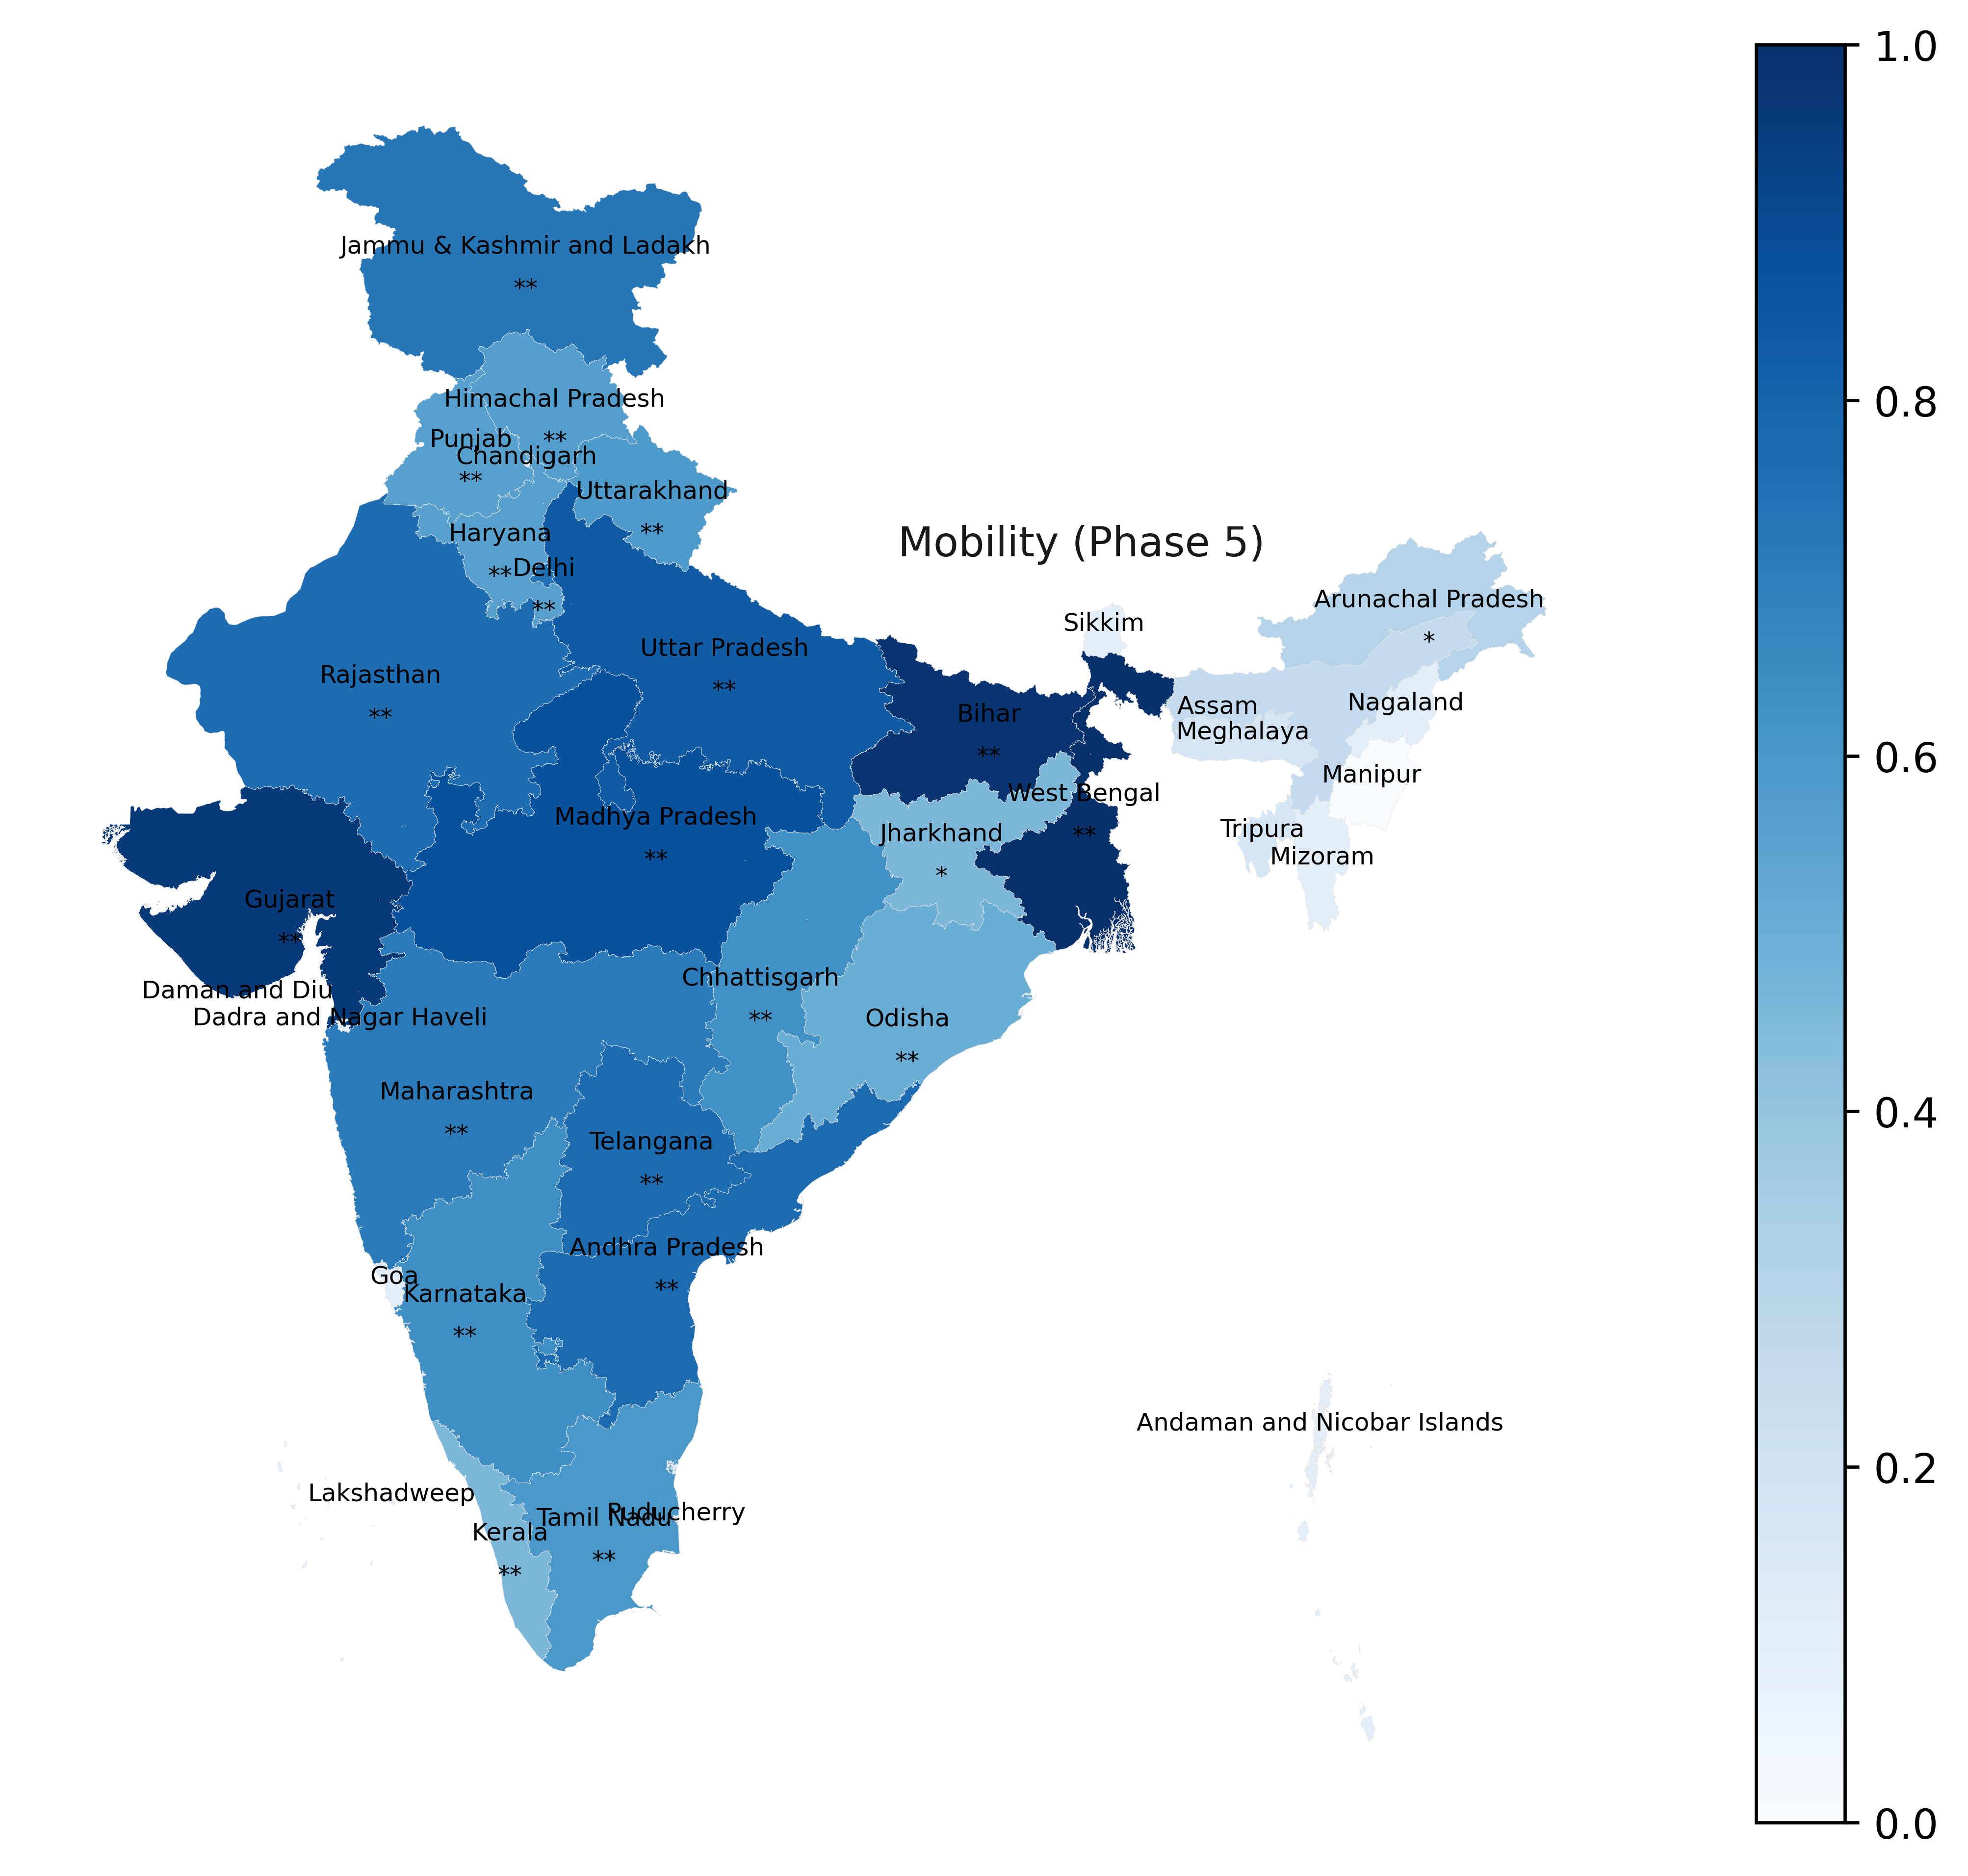 1.0
Jammu & Kashmir and Ladakh
**
Himachal Pradesh
**
0.8
Punjab
**
Chandigarh
Uttarakhand
**
Haryana
**
Delhi
**
Mobility (Phase 5)
Arunachal Pradesh
*
Sikkim
Uttar Pradesh
**
Rajasthan
**
Nagaland
Assam
Bihar
**
Meghalaya
0.6
Manipur
West Bengal
**
Madhya Pradesh
**
Tripura
Jharkhand
*
Mizoram
Gujarat
**
Chhattisgarh
**
Daman and Diu
Dadra and Nagar Haveli
Odisha
**
Maharashtra
**
0.4
Telangana
**
Andhra Pradesh
**
Goa
Karnataka
**
Andaman and Nicobar Islands
0.2
Lakshadweep
Puducherry
Tamil Nadu
**
Kerala
**
0.0